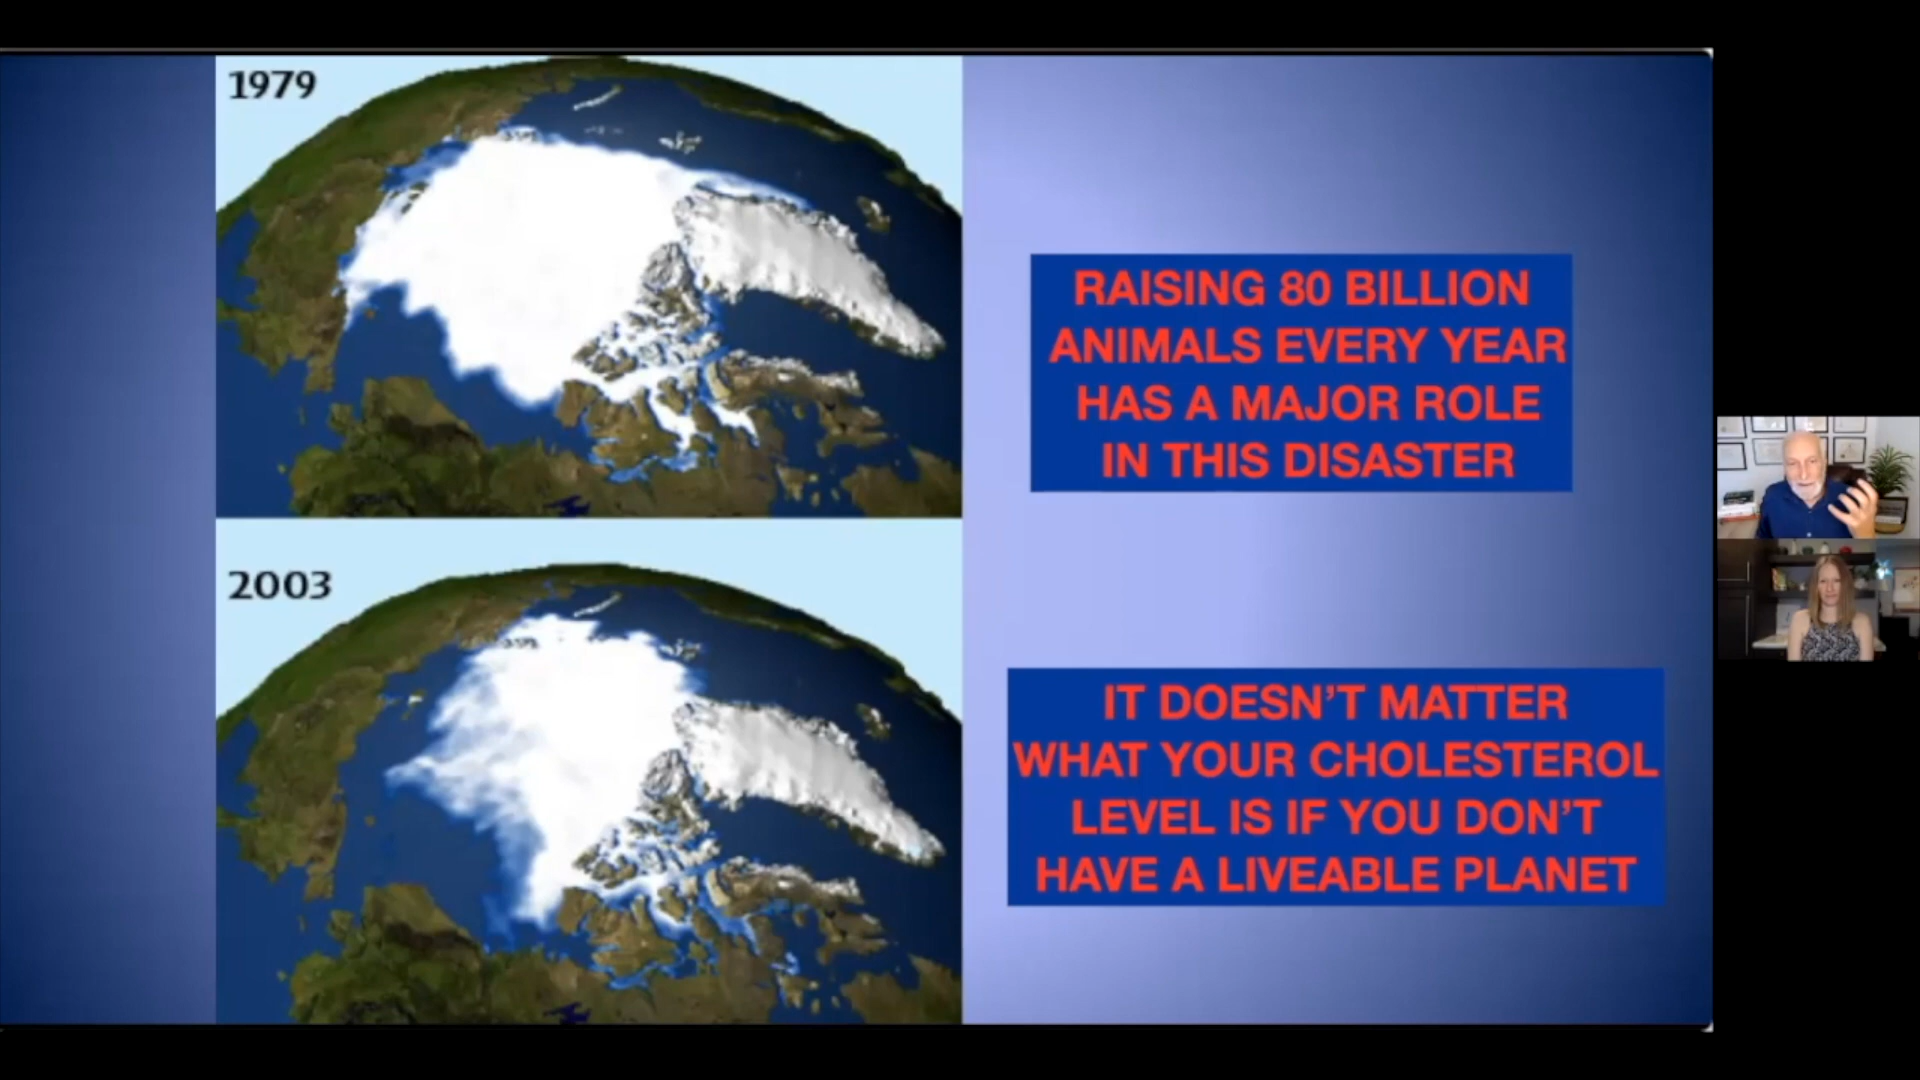 1979
RAISING 80 BILLION
ANIMALS EVERY YEAR
HAS A MAJOR ROLE
IN THIS DISASTER
2003
IT DOESN'T MATTER
WHAT YOUR CHOLESTEROL
LEVEL IS IF YOU DON'T
HAVE A LIVEABLE PLANET